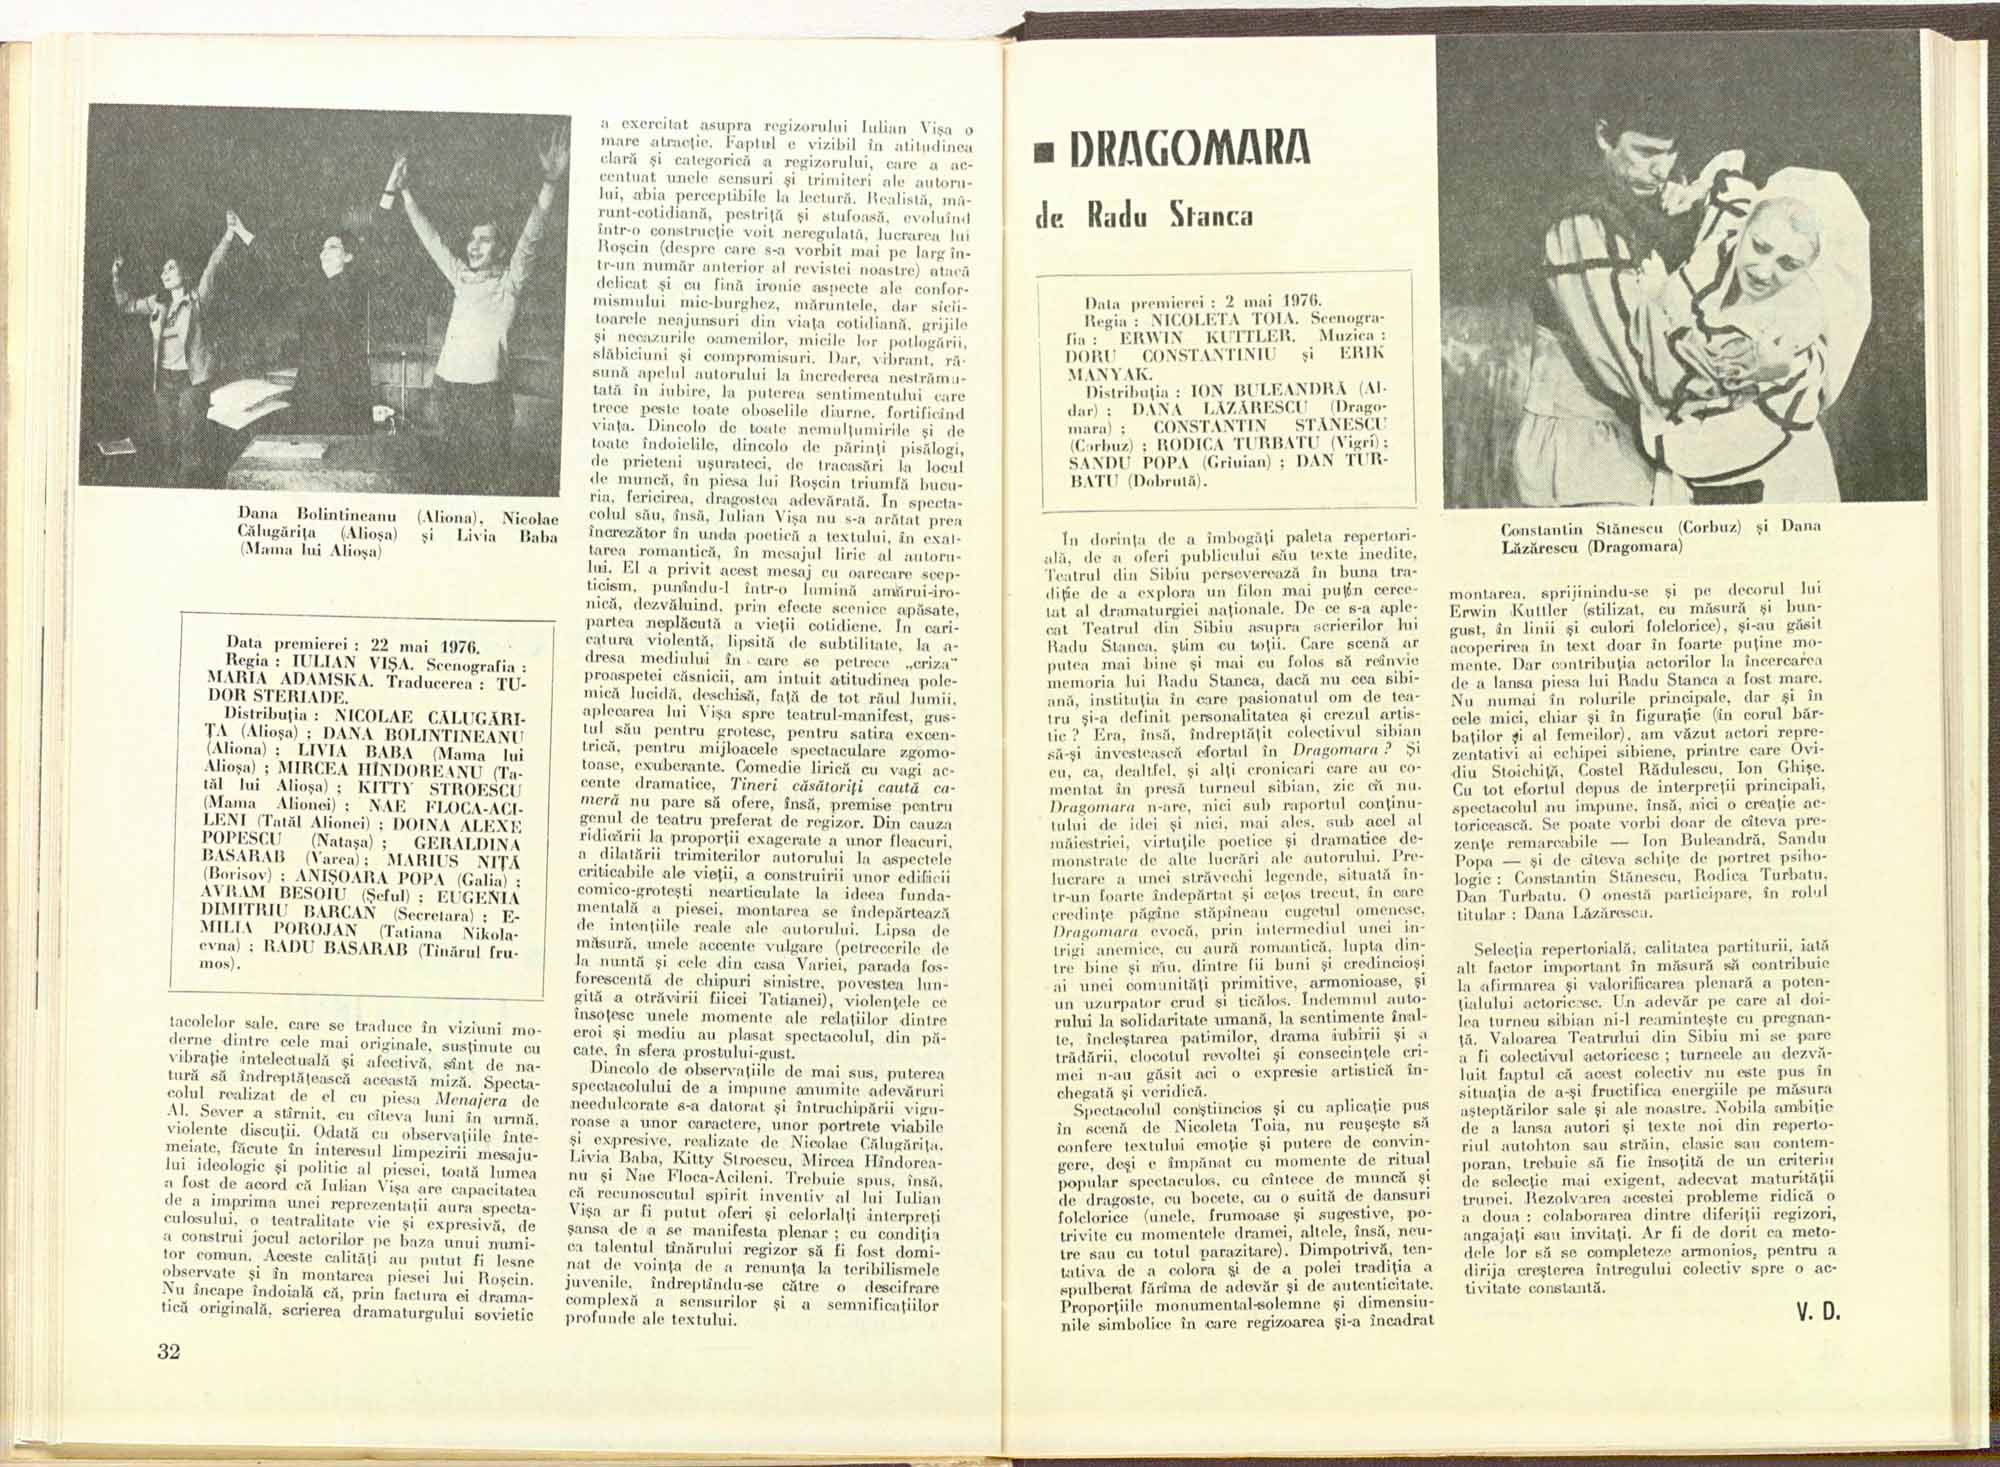 Dana Bolintineanu (Aliona), Nicolae
Călugărița (Alioșa) și Livia Baba
(Mama lui Alioșa)
Data premierei : 22 mai 1976.
Regia : IULIAN VIȘA. Scenografia :
MARIA ADAMSKA. Traducerea : TU-
DOR STERIADE.
Distribuția : NICOLAE CĂLUGĂRI-
ȚA (Alioșa) ; DANA BOLINTINEANU
(Aliona) ; LIVIA BABA (Mama lui
Alioșa) ; MIRCEA HÎNDOREANU (Ta-
tăl lui Alioșa) ; KITTY STROESCU
(Mama Alionei) ; NAE FLOCA-ACI-
LENI (Tatăl Alionei) ; DOINA ALEXE
POPESCU (Natașa) ; GERALDINA
BASARAB (Varea) ; MARIUS NIȚĂ
(Borisov) ; ANIȘOARA POPA (Galia) ;
AVRAM BESOIU (Șeful) ; EUGENIA
DIMITRIU BARCAN (Secretara) ; E-
MILIA POROJAN (Tatiana Nikola-
evna) ; RADU BASARAB (Tînărul fru-
mos).
tacolelor sale, care se traduce în viziuni mo-
derne dintre cele mai originale, susținute cu
vibrație intelectuală și afectivă, sînt de na-
tură să îndreptățească această miză. Specta-
colul realizat de el cu piesa Menajera de
Al. Sever a stîrnit, cu cîteva luni în urmă,
violente discuții. Odată cu observațiile înte-
meiate, făcute în interesul limpezirii mesaju-
lui ideologic și politic al piesei, toată lumea
a fost de acord că Iulian Vișa are capacitatea
de a imprima unei reprezentații aura specta-
culosului, o teatralitate vie și expresivă, de
a construi jocul actorilor pe baza unui numi-
tor comun. Aceste calități au putut fi lesne
observate și în montarea piesei lui Roșcin.
Nu încape îndoială că, prin factura ei drama-
tică originală, scrierea dramaturgului sovietic
32
a exercitat asupra regizorului Iulian Vișa o
mare atracție. Faptul e vizibil în atitudinea
clară și categorică a regizorului, care a ac-
centuat unele sensuri și trimiteri ale autoru-
lui, abia perceptibile la lectură. Realistă, mă-
runt-cotidiană, pestriță și stufoasă, evoluînd
într-o construcție voit neregulată, lucrarea lui
Roșcin (despre care s-a vorbit mai pe larg în-
tr-un număr anterior al revistei noastre) atacă
delicat și cu fină ironie aspecte ale confor-
mismului mic-burghez, măruntele, dar sîcîi-
toarele neajunsuri din viața cotidiană, grijile
și necazurile oamenilor, micile lor potlogării,
slăbiciuni și compromisuri. Dar, vibrant, ră-
sună apelul autorului la încrederea nestrămu-
tată în iubire, la puterea sentimentului care
trece peste toate oboselile diurne, fortificînd
viața. Dincolo de toate nemulțumirile și de
toate îndoielile, dincolo de părinți pisălogi,
de prieteni ușurateci, de tracasări la locul
de muncă, în piesa lui Roșcin triumfă bucu-
ria, fericirea, dragostea adevărată. În specta-
colul său, însă, Iulian Vișa nu s-a arătat prea
încrezător în unda poetică a textului, în exal-
tarea romantică, în mesajul liric al autoru-
lui. El a privit acest mesaj cu oarecare scep-
ticism, punîndu-l într-o lumină amărui-iro-
nică, dezvăluind, prin efecte scenice apăsate,
partea neplăcută a vieții cotidiene. În cari-
catura violentă, lipsită de subtilitate, la a-
dresa mediului în care se petrece „criza”
proaspetei căsnicii, am intuit atitudinea pole-
mică lucidă, deschisă, față de tot răul lumii,
aplecarea lui Vișa spre teatrul-manifest, gus-
tul său pentru grotesc, pentru satira excen-
trică, pentru mijloacele spectaculare zgomo-
toase, exuberante. Comedie lirică cu vagi ac-
cente dramatice, Tineri căsătoriți caută ca-
meră nu pare să ofere, însă, premise pentru
genul de teatru preferat de regizor. Din cauza
ridicării la proporții exagerate a unor fleacuri,
a dilatării trimiterilor autorului la aspectele
criticabile ale vieții, a construirii unor edificii
comico-grotești nearticulate la ideea funda-
mentală a piesei, montarea se îndepărtează
de intențiile reale ale autorului. Lipsa de
măsură, unele accente vulgare (petrecerile de
la nuntă și cele din casa Variei, parada fos-
forescentă de chipuri sinistre, povestea lun-
gită a otrăvirii fiicei Tatianei), violențele ce
însoțesc unele momente ale relațiilor dintre
eroi și mediu au plasat spectacolul, din pă-
cate, în sfera prostului-gust.
Dincolo de observațiile de mai sus, puterea
spectacolului de a impune anumite adevăruri
needulcorate s-a datorat și întruchipării vigu-
roase a unor caractere, unor portrete viabile
și expresive, realizate de Nicolae Călugărița,
Livia Baba, Kitty Stroescu, Mircea Hîndorea-
nu și Nae Floca-Acileni. Trebuie spus, însă,
că recunoscutul spirit inventiv al lui Iulian
Vișa ar fi putut oferi și celorlalți interpreți
șansa de a se manifesta plenar ; cu condiția
ca talentul tînărului regizor să fi fost domi-
nat de voința de a renunța la teribilismele
juvenile, îndreptîndu-se către o descifrare
complexă a sensurilor și a semnificațiilor
profunde ale textului.
DRAGOMARA
de Radu Stanca
Data premierei : 2 mai 1976.
Regia : NICOLETA TOIA. Scenogra-
fia : ERWIN KUTTLER. Muzica :
DORU CONSTANTINIU și ERIK
MANYAK.
Distribuția : ION BULEANDRĂ (Al-
dar) ; DANA LĂZĂRESCU (Drago-
mara) ; CONSTANTIN STĂNESCU
(Corbuz) ; RODICA TURBATU (Vigri) ;
SANDU POPA (Griuian) ; DAN TUR-
BATU (Dobrută).
În dorința de a îmbogăți paleta repertori-
ală, de a oferi publicului său texte inedite,
Teatrul din Sibiu perseverează în buna tra-
diție de a explora un filon mai puțin cerce-
tat al dramaturgiei naționale. De ce s-a aple-
cat Teatrul din Sibiu asupra scrierilor lui
Radu Stanca, știm cu toții. Care scenă ar
putea mai bine și mai cu folos să reînvie
memoria lui Radu Stanca, dacă nu cea sibi-
ană, instituția în care pasionatul om de tea-
tru și-a definit personalitatea și crezul artis-
tic ? Era, însă, îndreptățit colectivul sibian
să-și investească efortul în Dragomara ? Și
eu, ca, dealtfel, și alți cronicari care au co-
mentat în presă turneul sibian, zic că nu.
Dragomara n-are, nici sub raportul conținu-
tului de idei și nici, mai ales, sub acel al
măiestriei, virtuțile poetice și dramatice de-
monstrate de alte lucrări ale autorului. Pre-
lucrare a unei străvechi legende, situată în-
tr-un foarte îndepărtat și cețos trecut, în care
credințe păgîne stăpîneau cugetul omenesc,
Dragomara evocă, prin intermediul unei in-
trigi anemice, cu aură romantică, lupta din-
tre bine și rău, dintre fii buni și credincioși
ai unei comunități primitive, armonioase, și
un uzurpator crud și ticălos. Îndemnul auto-
rului la solidaritate umană, la sentimente înal-
te, încleștarea patimilor, drama iubirii și a
trădării, clocotul revoltei și consecințele cri-
mei n-au găsit aci o expresie artistică în-
chegată și veridică.
Spectacolul conștiincios și cu aplicație pus
în scenă de Nicoleta Toia, nu reușește să
confere textului emoție și putere de convin-
gere, deși e împănat cu momente de ritual
popular spectaculos, cu cîntece de muncă și
de dragoste, cu bocete, cu o suită de dansuri
folclorice (unele, frumoase și sugestive, po-
trivite cu momentele dramei, altele, însă, neu-
tre sau cu totul parazitare). Dimpotrivă, ten-
tativa de a colora și de a polei tradiția a
spulberat fărîma de adevăr și de autenticitate.
Proporțiile monumental-solemne și dimensiu-
nile simbolice în care regizoarea și-a încadrat
Constantin Stănescu (Corbuz) și Dana
Lăzărescu (Dragomara)
montarea, sprijinindu-se și pe decorul lui
Erwin Kuttler (stilizat, cu măsură și bun-
gust, în linii și culori folclorice), și-au găsit
acoperirea în text doar în foarte puține mo-
mente. Dar contribuția actorilor la încercarea
de a lansa piesa lui Radu Stanca a fost mare.
Nu numai în rolurile principale, dar și în
cele mici, chiar și în figurație (în corul băr-
baților și al femeilor), am văzut actori repre-
zentativi ai echipei sibiene, printre care Ovi-
diu Stoichiță, Costel Rădulescu, Ion Ghișe.
Cu tot efortul depus de interpreții principali,
spectacolul nu impune, însă, nici o creație ac-
toricească. Se poate vorbi doar de cîteva pre-
zențe remarcabile — Ion Buleandră, Sandu
Popa — și de cîteva schițe de portret psiho-
logic : Constantin Stănescu, Rodica Turbatu,
Dan Turbatu. O onestă participare, în rolul
titular : Dana Lăzărescu.
Selecția repertorială, calitatea partiturii, iată
alt factor important în măsură să contribuie
la afirmarea și valorificarea plenară a poten-
țialului actoricesc. Un adevăr pe care al doi-
lea turneu sibian ni-l reamintește cu pregnan-
ță. Valoarea Teatrului din Sibiu mi se pare
a fi colectivul actoricesc ; turneele au dezvă-
luit faptul că acest colectiv nu este pus în
situația de a-și fructifica energiile pe măsura
așteptărilor sale și ale noastre. Nobila ambiție
de a lansa autori și texte noi din reperto-
riul autohton sau străin, clasic sau contem-
poran, trebuie să fie însoțită de un criteriu
de selecție mai exigent, adecvat maturității
trupei. Rezolvarea acestei probleme ridică o
a doua : colaborarea dintre diferiții regizori,
angajați sau invitați. Ar fi de dorit ca meto-
dele lor să se completeze armonios, pentru a
dirija creșterea întregului colectiv spre o ac-
tivitate constantă.
V. D.